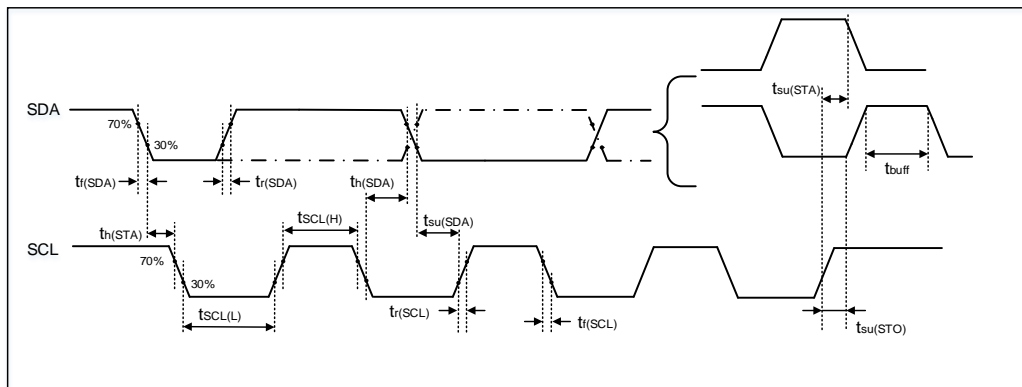 tsu(STA)
SDA
70%
30%
tbuff
tf(SDA)
tr(SDA)
th(SDA)
tSCL(H)
tsu(SDA)
th(STA)
SCL
70%
30%
tr(SCL)
tf(SCL)
tSCL(L)
tsu(STO)